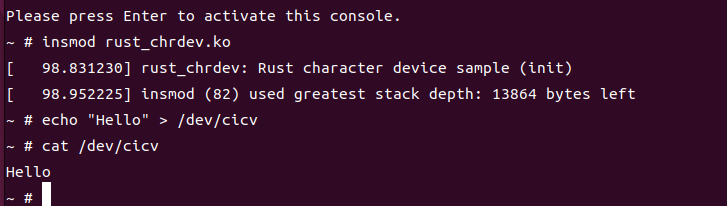 Please press Enter to activate this console.
~ # insmod rust_chrdev.ko
[   98.831230] rust_chrdev: Rust character device sample (init)
[   98.952225] insmod (82) used greatest stack depth: 13864 bytes left
~ # echo "Hello" > /dev/cicv
~ # cat /dev/cicv
Hello
~ #